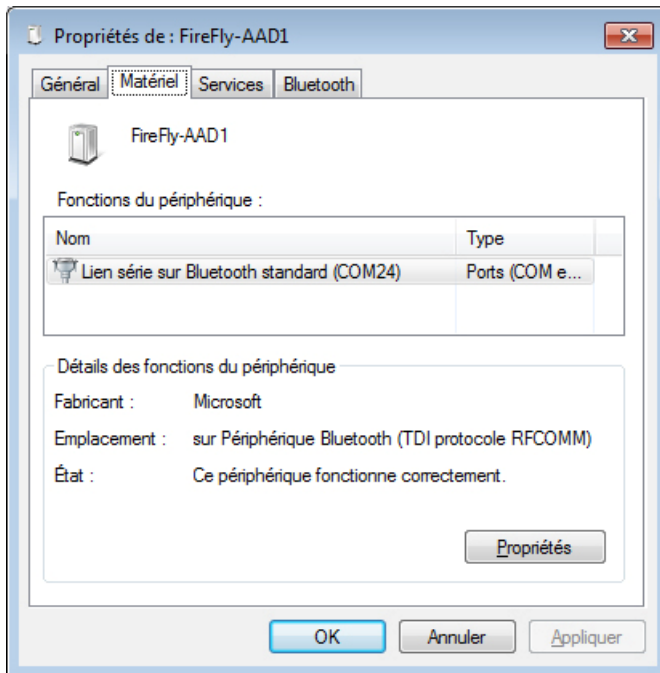 Propriétés de : FireFly-AAD1
Général Matériel Services Bluetooth
FireFly-AAD1
Fonctions du périphérique :
Nom Type
Lien série sur Bluetooth standard (COM24) Ports (COM e...
Détails des fonctions du périphérique
Fabricant : Microsoft
Emplacement : sur Périphérique Bluetooth (TDI protocole RFCOMM)
État : Ce périphérique fonctionne correctement.
Propriétés
OK Annuler Appliquer